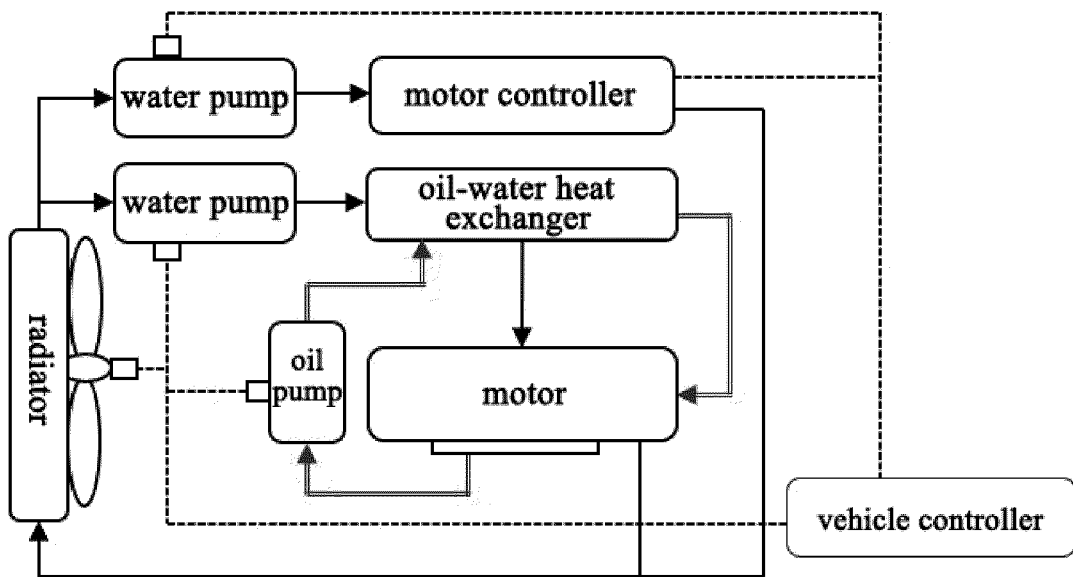 water pump
motor controller
water pump
oil-water heat
exchanger
radiator
oil
pump
motor
vehicle controller